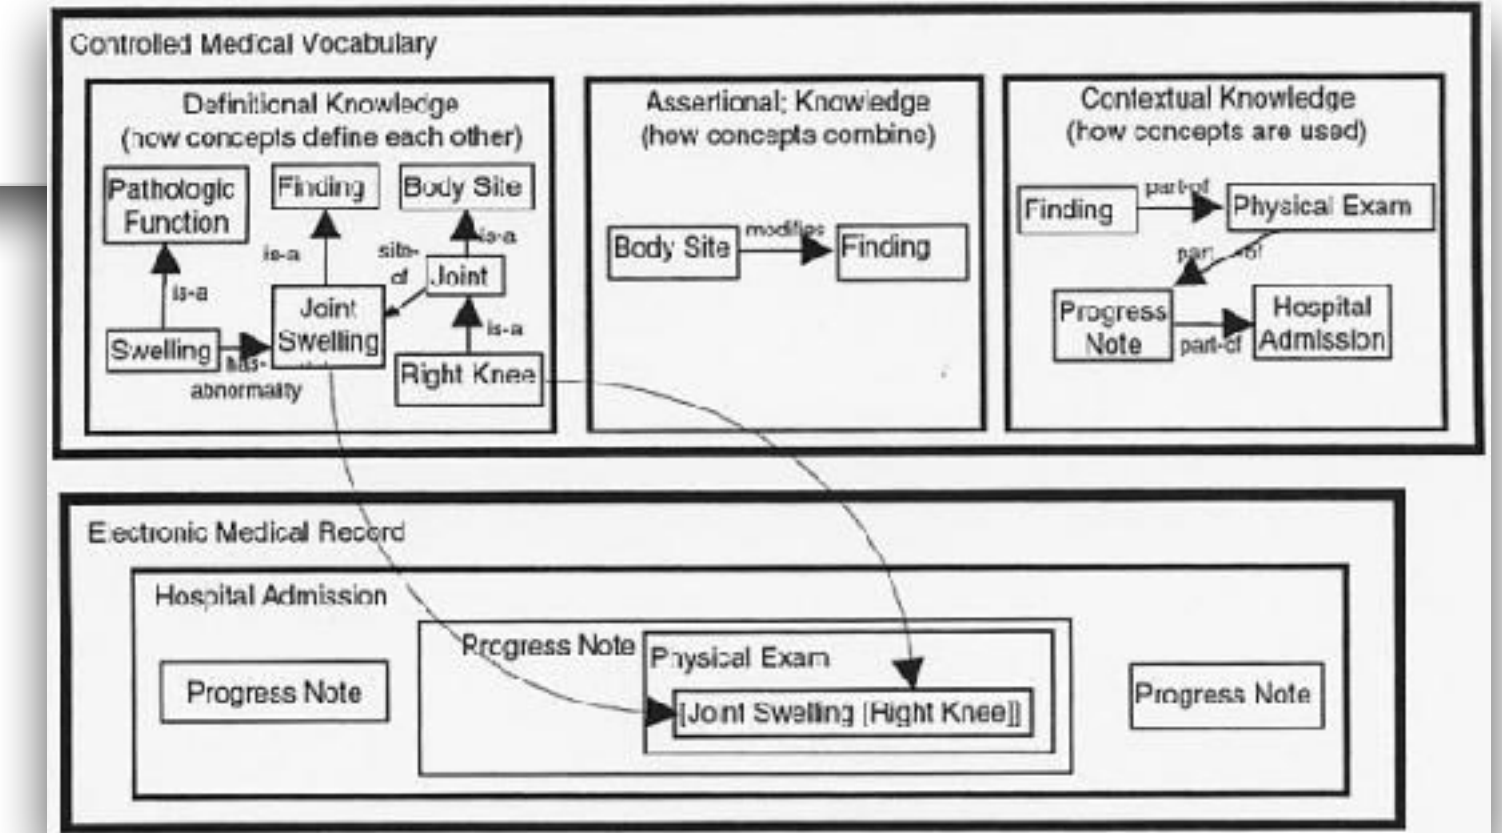 Controlled Medical Vocabulary
Definitional Knowledge
(how concepts define each other)
Pathologic
Function
Finding
Body Site
is-a
is-a
site-
of
is-a
Joint
Joint
Swelling
Swelling
has-
abnormality
is-a
Right Knee
Assertional; Knowledge
(how concepts combine)
Body Site
modifies
Finding
Contextual Knowledge
(how concepts are used)
Finding
part-of
Physical Exam
part-of
Progress
Note
part-of
Hospital
Admission
Electronic Medical Record
Hospital Admission
Progress Note
Progress Note
Physical Exam
[Joint Swelling [Right Knee]]
Progress Note